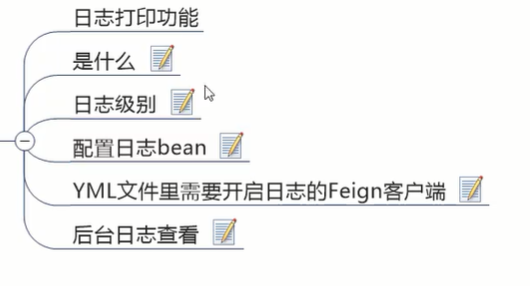 日志打印功能
是什么
日志级别
配置日志bean
YML文件里需要开启日志的Feign客户端
后台日志查看